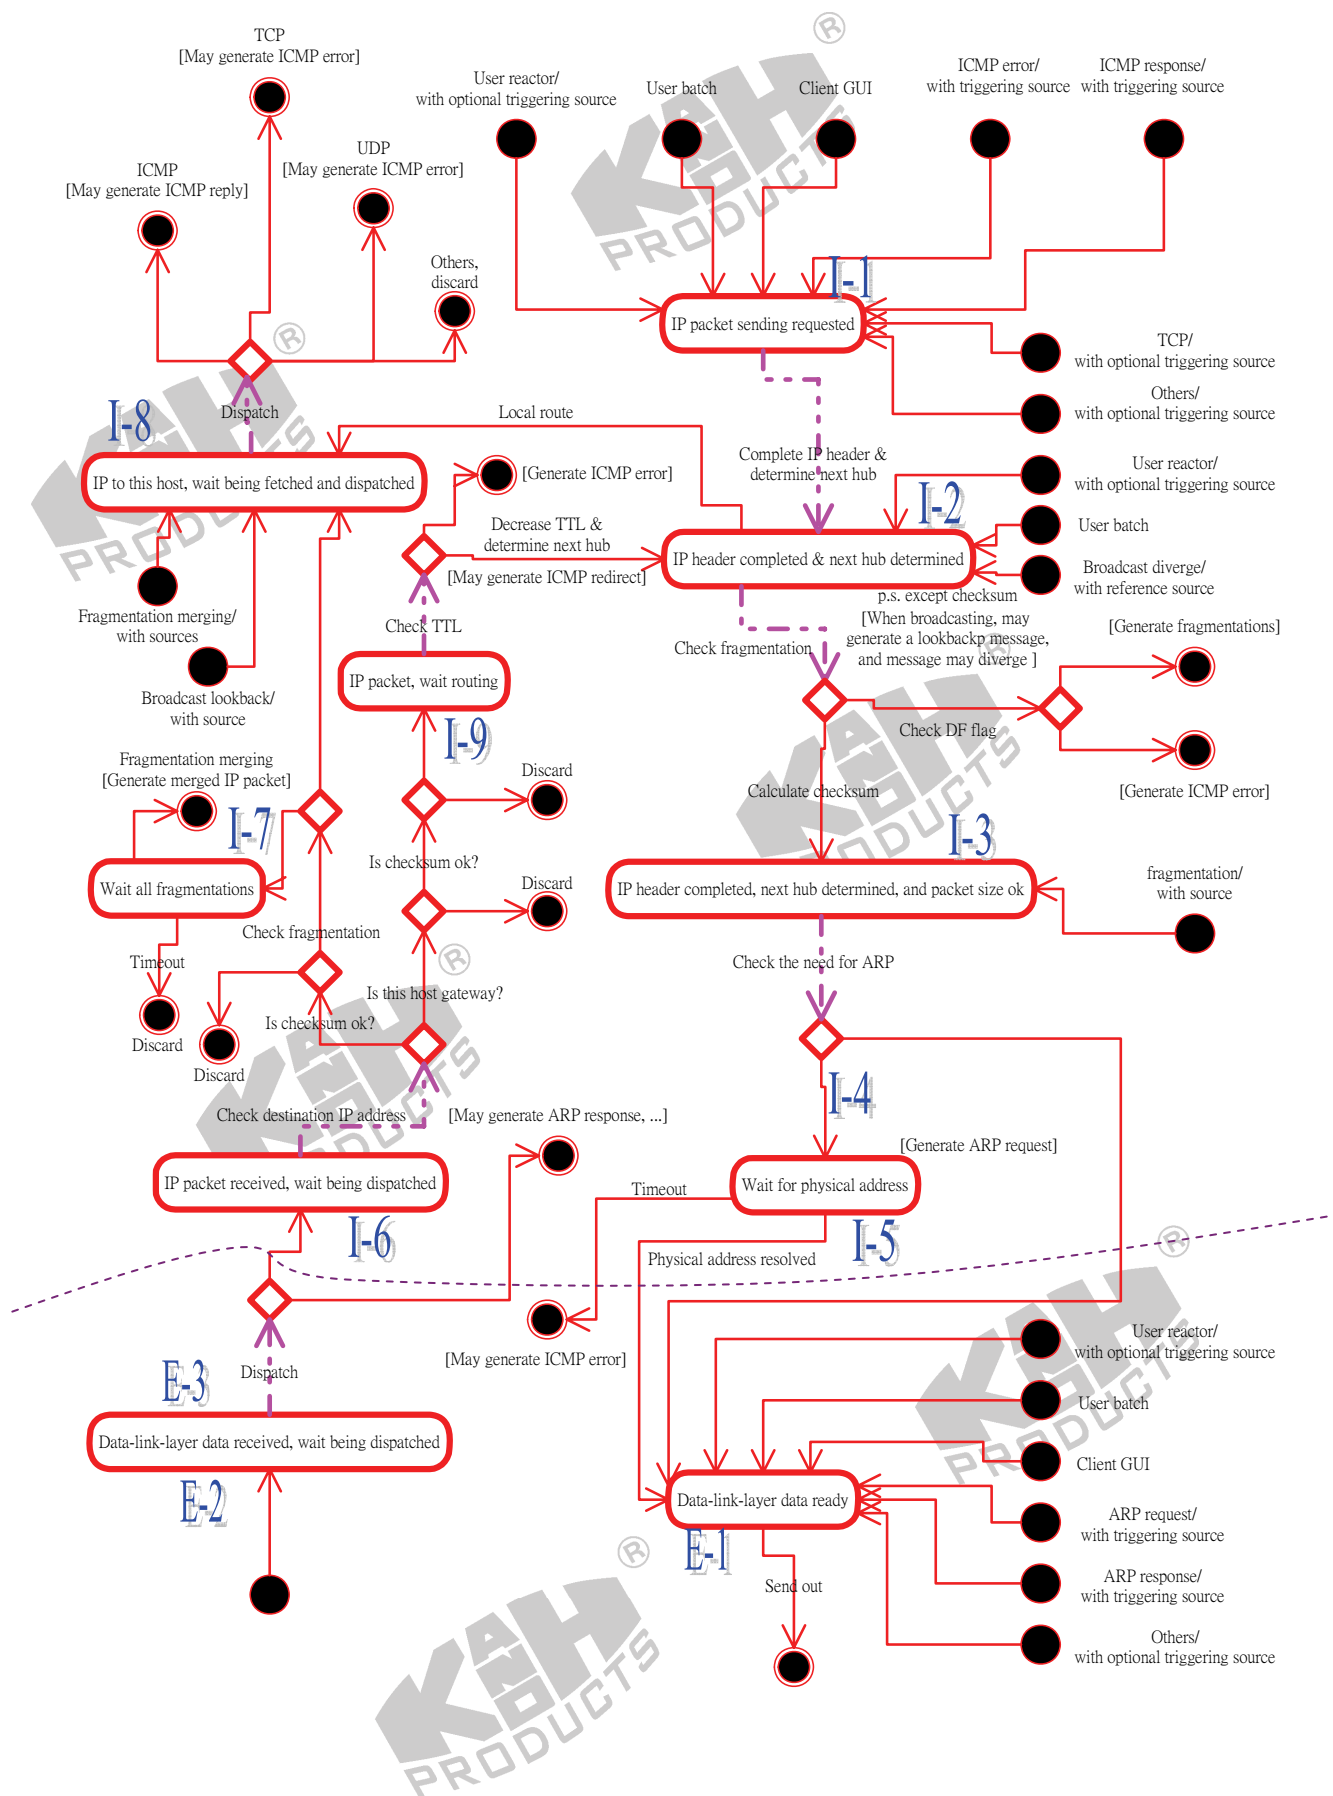 TCP
[May generate ICMP error]
User reactor/
with optional triggering source
User batch
Client GUI
ICMP error/
with triggering source
ICMP response/
with triggering source
ICMP
[May generate ICMP reply]
UDP
[May generate ICMP error]
Others,
discard
I-1
IP packet sending requested
TCP/
with optional triggering source
Others/
with optional triggering source
I-8
Dispatch
Local route
IP to this host, wait being fetched and dispatched
[Generate ICMP error]
Complete IP header &
determine next hub
User reactor/
with optional triggering source
I-2
User batch
Decrease TTL &
determine next hub
[May generate ICMP redirect]
IP header completed & next hub determined
Broadcast diverge/
with reference source
p.s. except checksum
[When broadcasting, may
generate a lookbackp message,
and message may diverge ]
Fragmentation merging/
with sources
Check TTL
Check fragmentation
[Generate fragmentations]
Broadcast lookback/
with source
IP packet, wait routing
I-9
Check DF flag
Fragmentation merging
[Generate merged IP packet]
I-7
Discard
Calculate checksum
[Generate ICMP error]
I-3
Is checksum ok?
Wait all fragmentations
Discard
IP header completed, next hub determined, and packet size ok
fragmentation/
with source
Check fragmentation
Timeout
Check the need for ARP
Is this host gateway?
Is checksum ok?
Discard
Discard
I-4
Check destination IP address
[May generate ARP response, ...]
[Generate ARP request]
IP packet received, wait being dispatched
Timeout
Wait for physical address
I-6
I-5
Physical address resolved
[May generate ICMP error]
User reactor/
with optional triggering source
E-3
Dispatch
User batch
Data-link-layer data received, wait being dispatched
Client GUI
E-2
Data-link-layer data ready
ARP request/
with triggering source
E-1
ARP response/
with triggering source
Send out
Others/
with optional triggering source
KANAH
AND
PRODUCTS
®